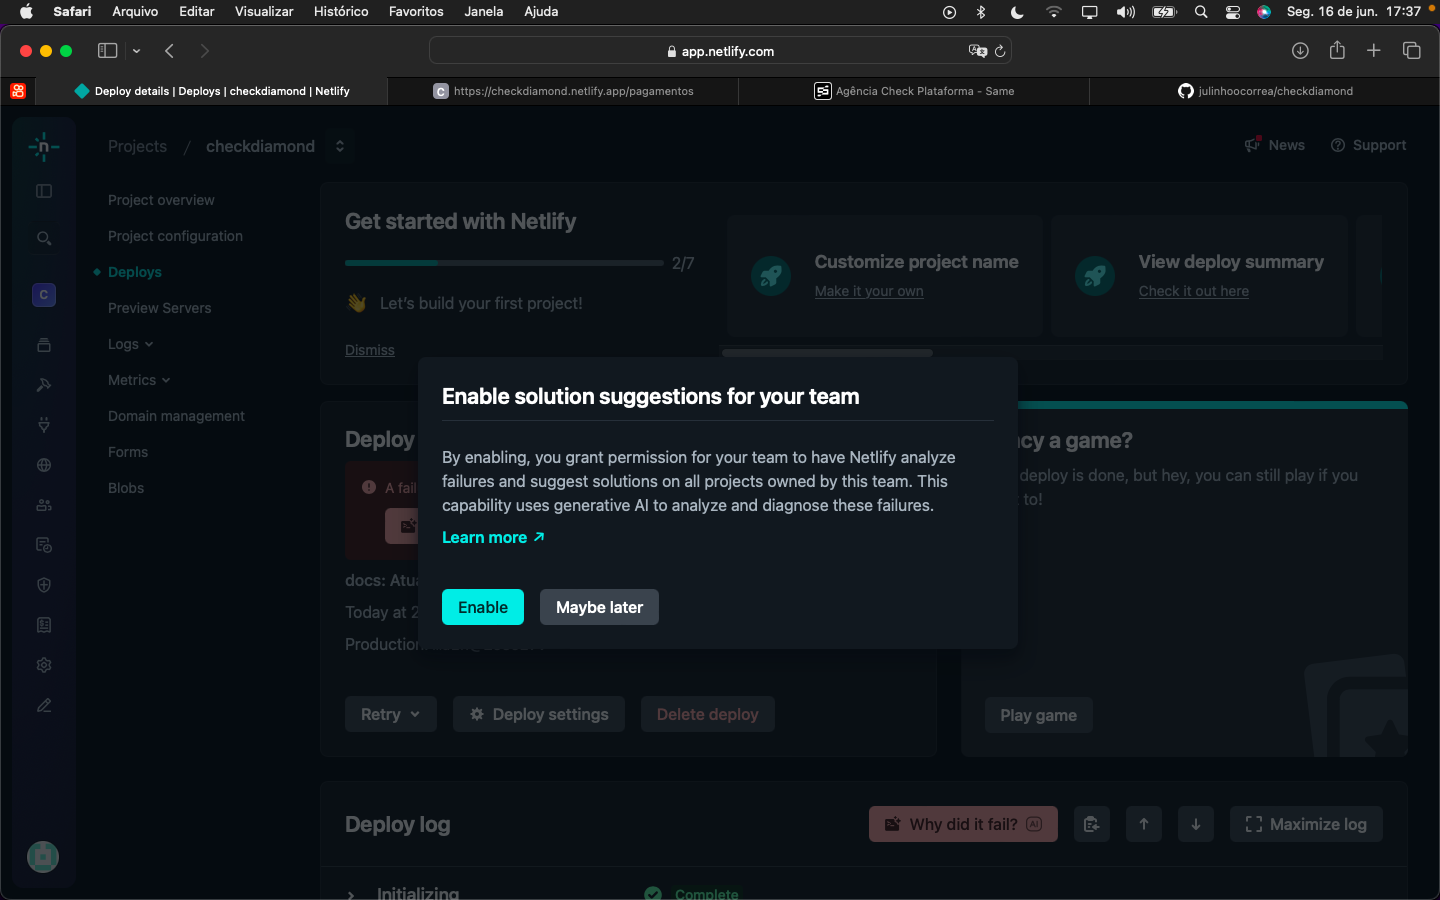 Safari Arquivo Editar Visualizar Histórico Favoritos Janela Ajuda Seg. 16 de jun. 17:37
app.netlify.com
Deploy details | Deploys | checkdiamond | Netlify
C https://checkdiamond.netlify.app/pagamentos
Agência Check Plataforma - Same
julinhoocorrea/checkdiamond
n
Projects / checkdiamond
News
Support
Project overview
Project configuration
Deploys
Preview Servers
Logs
Metrics
Domain management
Forms
Blobs
C
Get started with Netlify
2/7
Let's build your first project!
Dismiss
Customize project name
Make it your own
View deploy summary
Check it out here
Enable solution suggestions for your team
By enabling, you grant permission for your team to have Netlify analyze
failures and suggest solutions on all projects owned by this team. This
capability uses generative AI to analyze and diagnose these failures.
Learn more
Enable
Maybe later
Deploy
A fail
docs: Atua
Today at 2
Production
Retry
Deploy settings
Delete deploy
cy a game?
deploy is done, but hey, you can still play if you
to!
Play game
Deploy log
Why did it fail? AI
Maximize log
Initializing
Complete